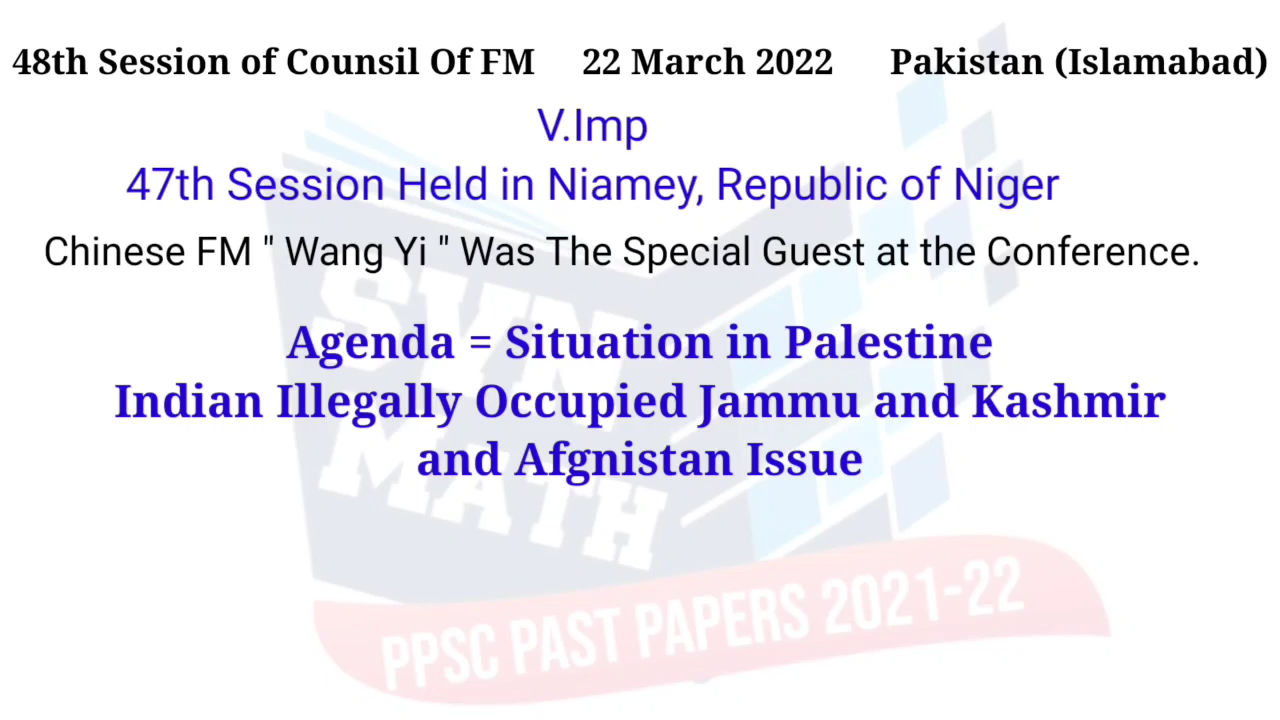 48th Session of Counsil Of FM 22 March 2022 Pakistan (Islamabad)
V.Imp
47th Session Held in Niamey, Republic of Niger
Chinese FM " Wang Yi " Was The Special Guest at the Conference.
Agenda = Situation in Palestine
Indian Illegally Occupied Jammu and Kashmir
and Afgnistan Issue
SVN
MATH
PPSC PAST PAPERS 2021-22